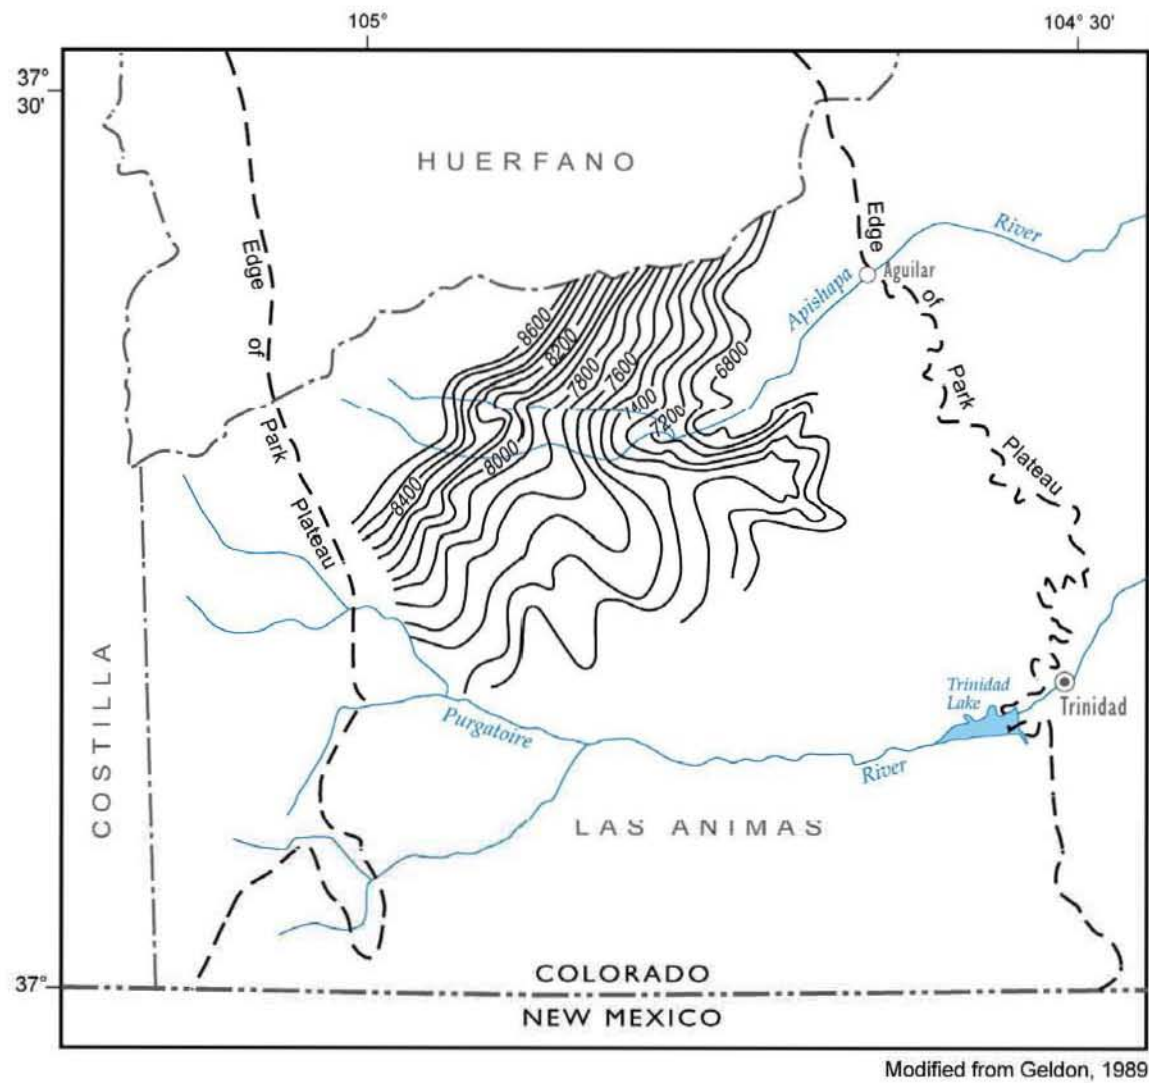 105°
104° 30'
37°
30'
HUERFANO
Edge
of
Park
Plateau
Edge
of
Park
Plateau
River
Apishapa
Aguilar
8600
8200
7800
7600
7400
7200
6800
8000
8400
COSTILLA
Trinidad
Lake
Trinidad
Purgatoire
River
LAS ANIMAS
37°
COLORADO
NEW MEXICO
Modified from Geldon, 1989